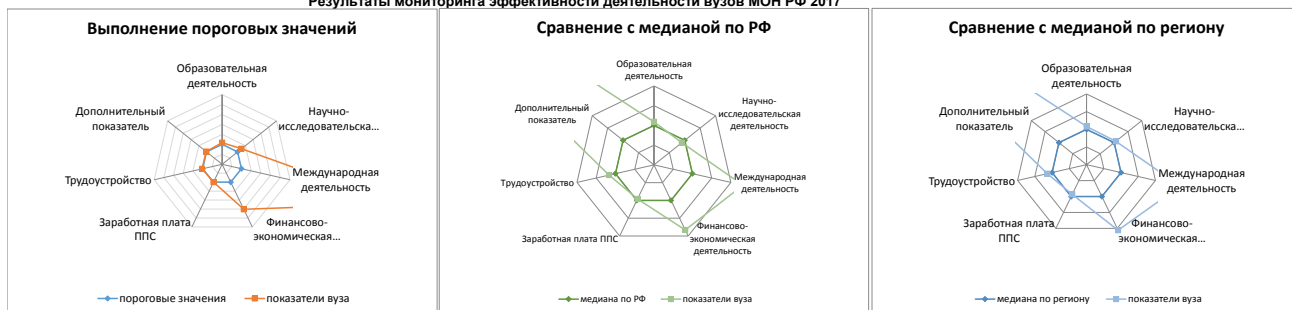 Результаты мониторинга эффективности деятельности вузов МОН РФ 2017
Выполнение пороговых значений
Образовательная
деятельность
Научно-
исследовательска...
Международная
деятельность
Финансово-
экономическая...
Заработная плата
ППС
Трудоустройство
Дополнительный
показатель
пороговые значения
показатели вуза
Сравнение с медианой по РФ
Образовательная
деятельность
Научно-
исследовательская
деятельность
Международная
деятельность
Финансово-
экономическая
деятельность
Заработная плата ППС
Трудоустройство
Дополнительный
показатель
медиана по РФ
показатели вуза
Сравнение с медианой по региону
Образовательная
деятельность
Научно-
исследовательска...
Международная
деятельность
Финансово-
экономическая...
Заработная плата
ППС
Трудоустройство
Дополнительный
показатель
медиана по региону
показатели вуза